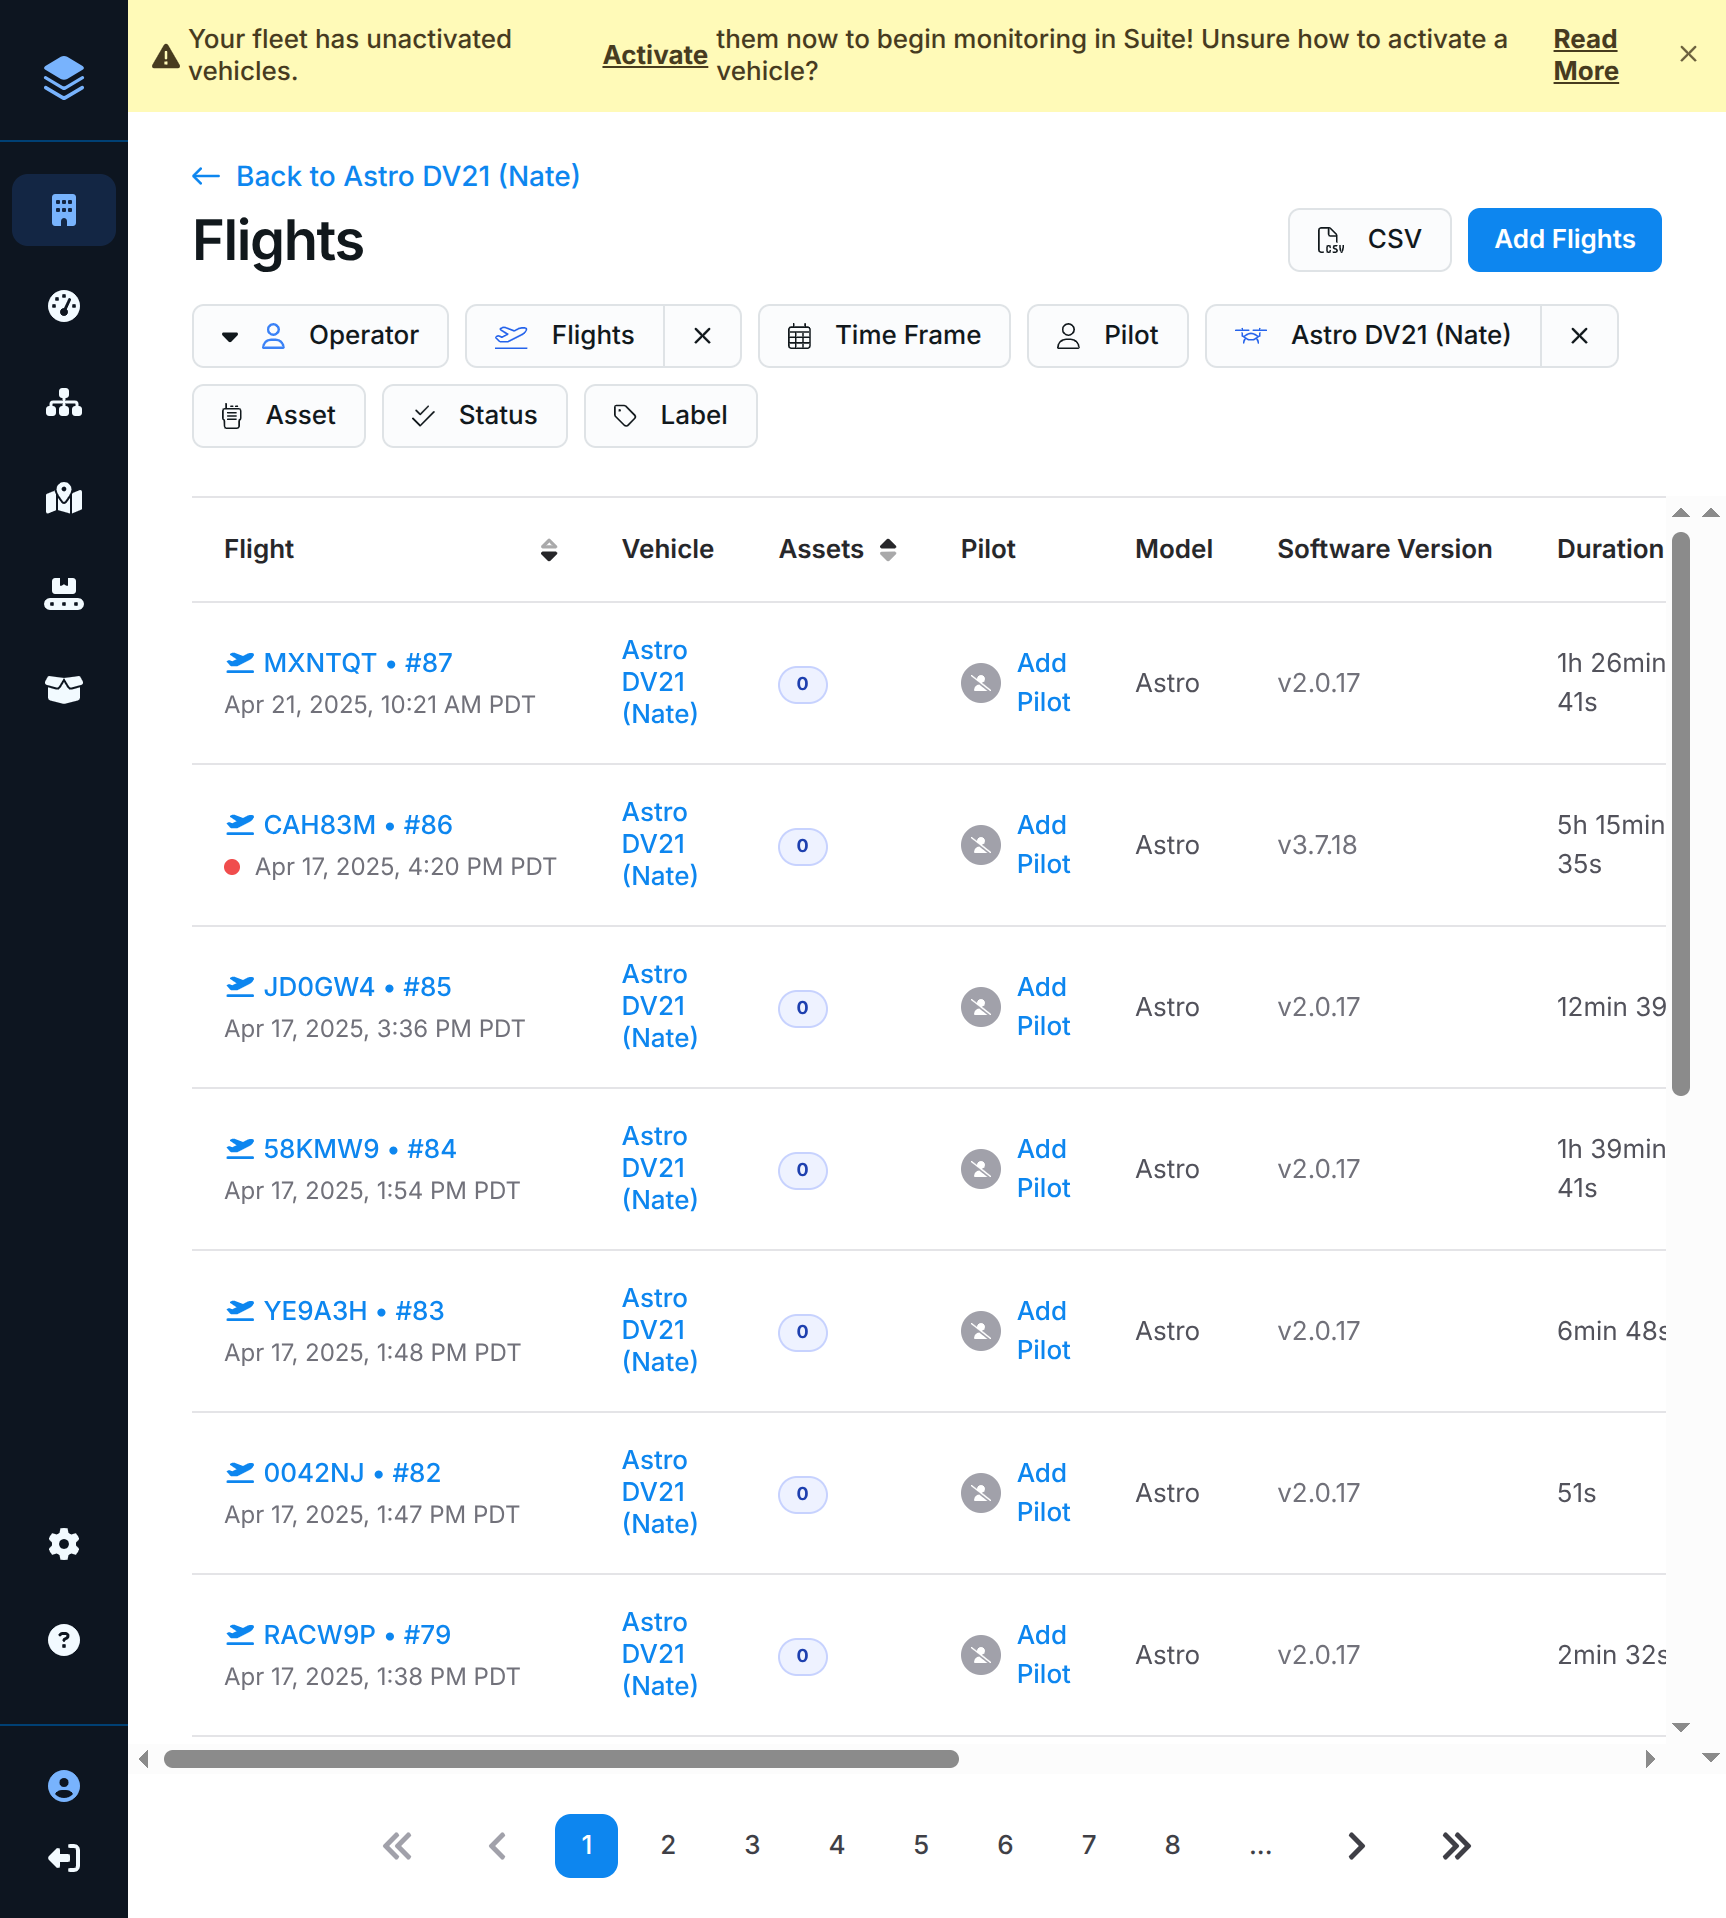 Your fleet has unactivated
vehicles.
Activate
them now to begin monitoring in Suite! Unsure how to activate a
vehicle?
Read
More
Back to Astro DV21 (Nate)
Flights
CSV
Add Flights
Operator
Flights
Time Frame
Pilot
Astro DV21 (Nate)
Asset
Status
Label
Flight
Vehicle
Assets
Pilot
Model
Software Version
Duration
MXNTQT • #87
Apr 21, 2025, 10:21 AM PDT
Astro
DV21
(Nate)
0
Add
Pilot
Astro
v2.0.17
1h 26min
41s
CAH83M • #86
Apr 17, 2025, 4:20 PM PDT
Astro
DV21
(Nate)
0
Add
Pilot
Astro
v3.7.18
5h 15min
35s
JD0GW4 • #85
Apr 17, 2025, 3:36 PM PDT
Astro
DV21
(Nate)
0
Add
Pilot
Astro
v2.0.17
12min 39
58KMW9 • #84
Apr 17, 2025, 1:54 PM PDT
Astro
DV21
(Nate)
0
Add
Pilot
Astro
v2.0.17
1h 39min
41s
YE9A3H • #83
Apr 17, 2025, 1:48 PM PDT
Astro
DV21
(Nate)
0
Add
Pilot
Astro
v2.0.17
6min 48s
0042NJ • #82
Apr 17, 2025, 1:47 PM PDT
Astro
DV21
(Nate)
0
Add
Pilot
Astro
v2.0.17
51s
RACW9P • #79
Apr 17, 2025, 1:38 PM PDT
Astro
DV21
(Nate)
0
Add
Pilot
Astro
v2.0.17
2min 32s
1
2
3
4
5
6
7
8
...